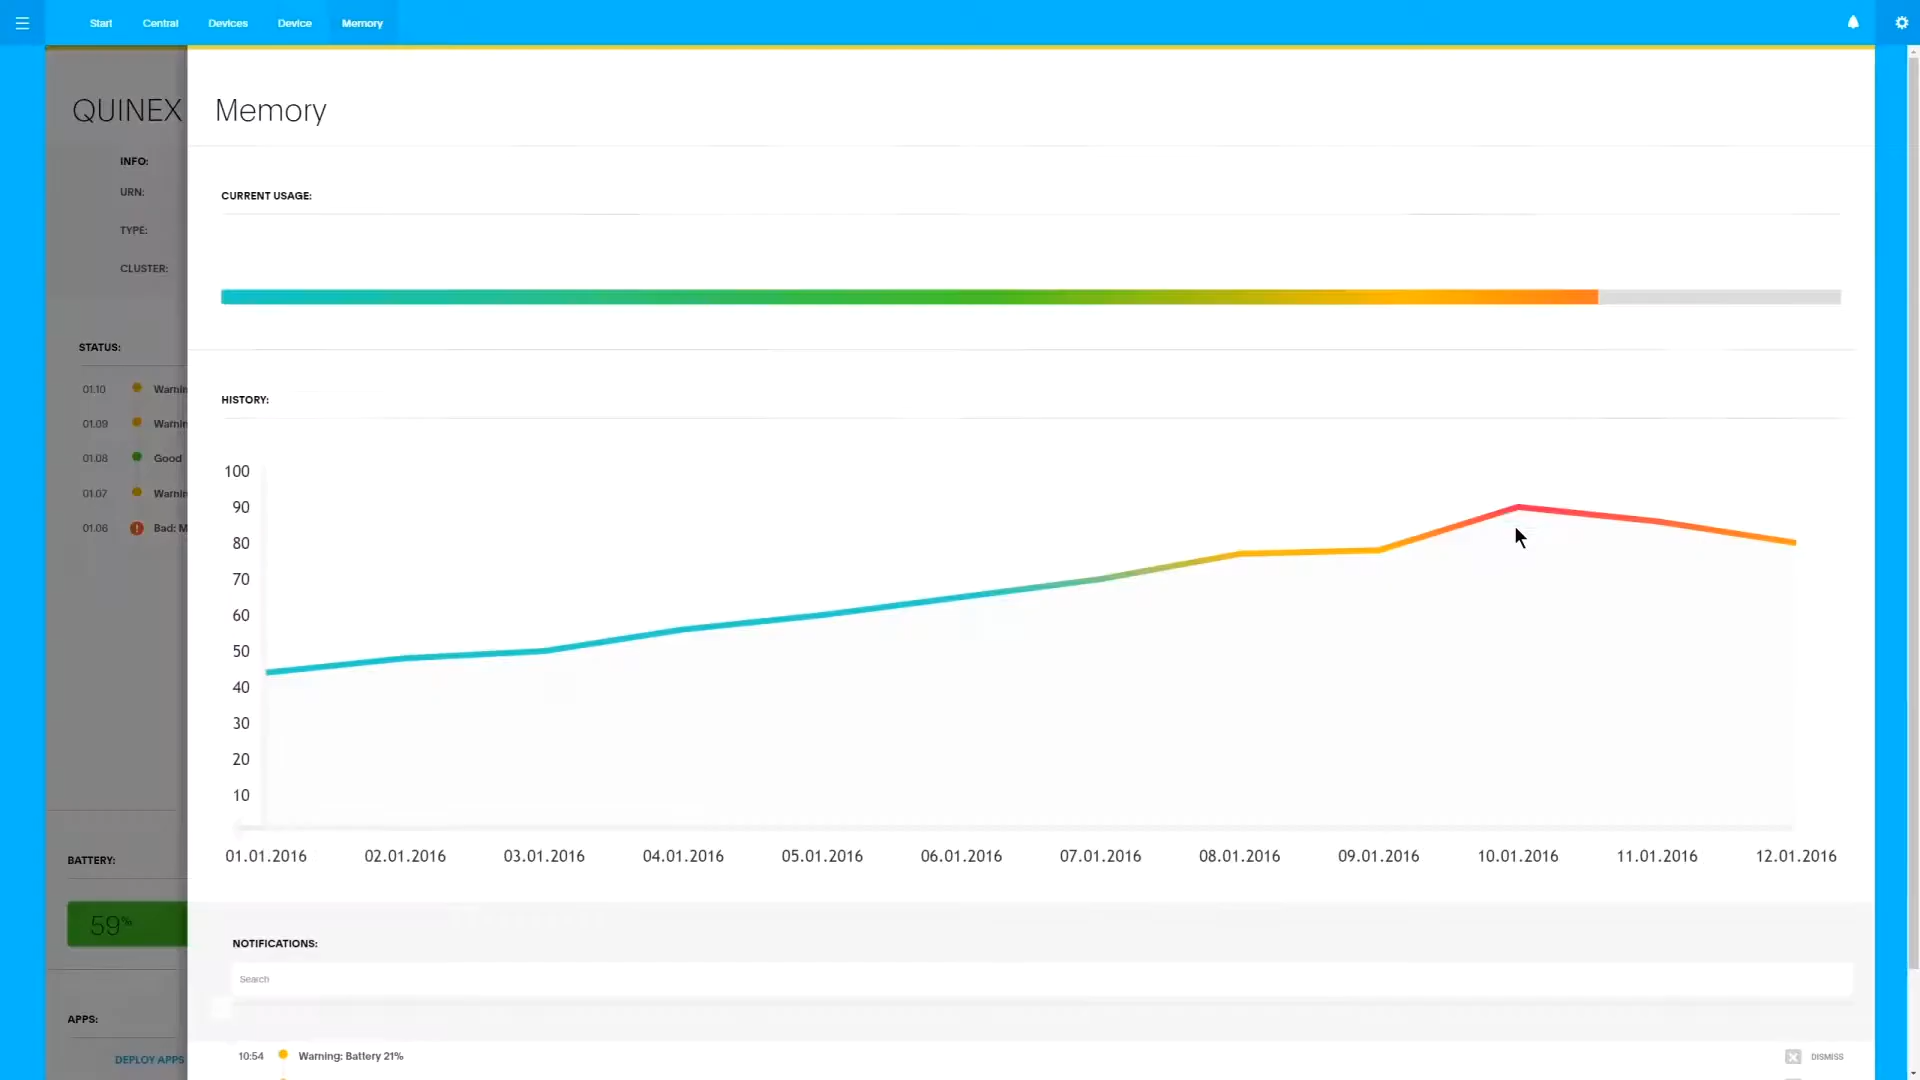 Start Central Devices Device Memory
QUINEX
Memory
INFO:
URN:
TYPE:
CLUSTER:
CURRENT USAGE:
STATUS:
01.10
01.09
01.08 Good
01.07
01.06 Bad:
HISTORY:
100
90
80
70
60
50
40
30
20
10
01.01.2016 02.01.2016 03.01.2016 04.01.2016 05.01.2016 06.01.2016 07.01.2016 08.01.2016 09.01.2016 10.01.2016 11.01.2016 12.01.2016
BATTERY:
59%
APPS:
DEPLOY APPS
NOTIFICATIONS:
Search
10:54 Warning: Battery 21% DISMISS